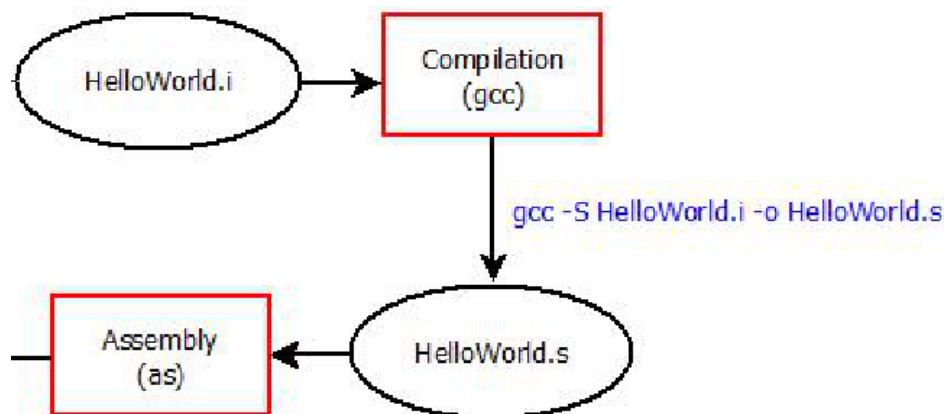 HelloWorld.i
Compilation
(gcc)
gcc -S HelloWorld.i -o HelloWorld.s
Assembly
(as)
HelloWorld.s